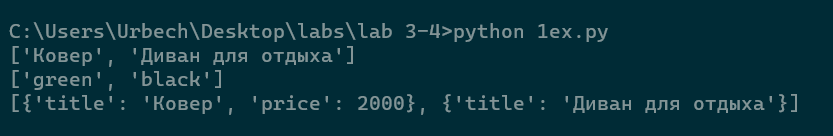 C:\Users\Urbech\Desktop\labs\lab 3-4>python 1ex.py
['Ковер', 'Диван для отдыха']
['green', 'black']
[{'title': 'Ковер', 'price': 2000}, {'title': 'Диван для отдыха'}]